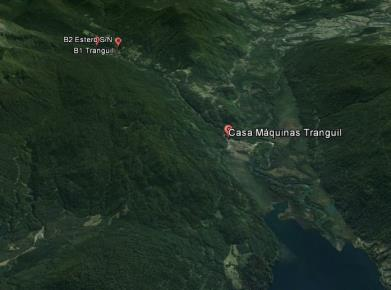 B2 Estero S/N
B1 Tranguil
Casa Máquinas Tranguil